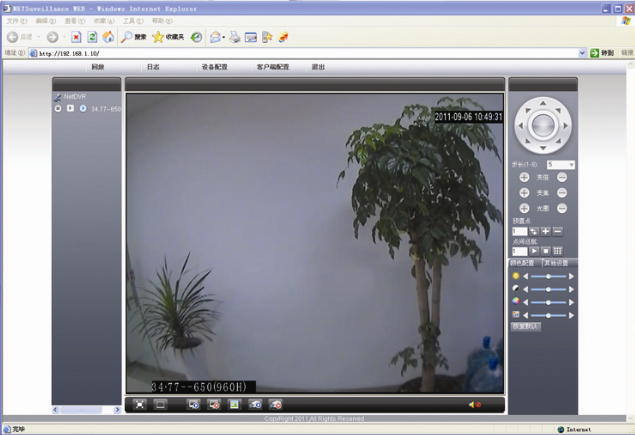 NETSurveillance WEB - Windows Internet Explorer
文件(F) 编辑(E) 查看(V) 收藏(A) 工具(T) 帮助(H)
后退 搜索 收藏夹
地址(D) http://192.168.1.10/ 转到 链接
回放 日志 设备配置 客户端配置 退出
NetDVR
34.77--650
2011-09-06 10:49:31
34.77--650(960H)
步长(1-8): 5
变倍
变焦
光圈
预置点
1
点间巡航
1
颜色配置 其他设置
恢复默认
CopyRight 2011,All Rights Reserved
完毕 Internet